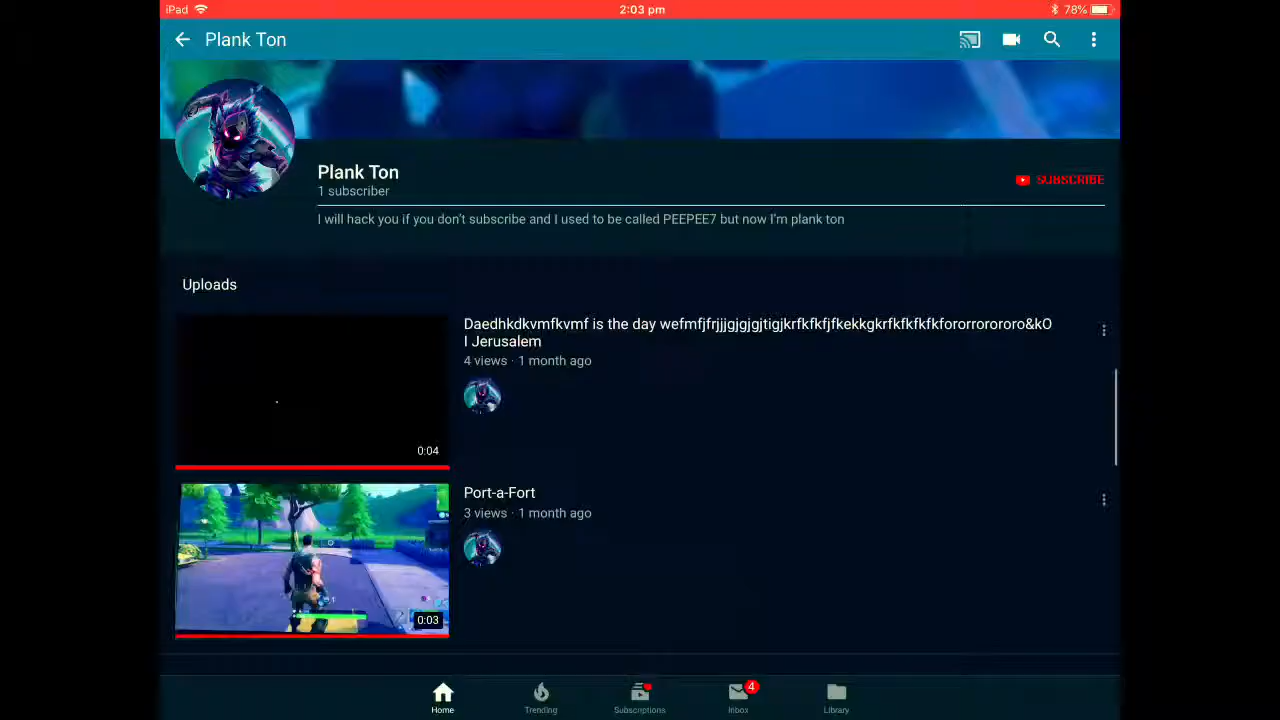 iPad 2:03 pm 78%
Plank Ton
Plank Ton
1 subscriber
SUBSCRIBE
I will hack you if you don't subscribe and I used to be called PEEPEE7 but now I'm plank ton
Uploads
Daedhkdkvmfkvmf is the day wefmfjfrjjjgjgjgjtigjkrfkfkfjfkekkgkrfkfkfkfkfororrorororo&kO
I Jerusalem
4 views · 1 month ago
0:04
Port-a-Fort
3 views · 1 month ago
0:03
4
Home Trending Subscriptions Inbox Library